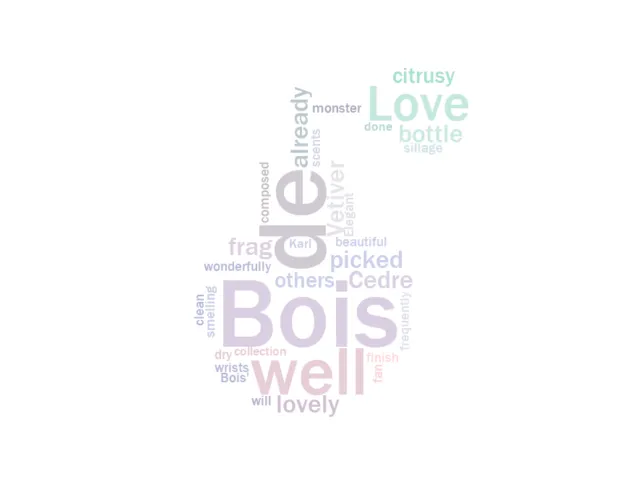 citrusy
Love
monster
already
done
bottle
scents
sillage
composed
de
Vetiver
Elegant
frag
Karl
beautiful
wonderfully
picked
others
Cedre
Bois
clean
smelling
frequently
dry
collection
well
finish
wrists
fan
Bois'
will
lovely